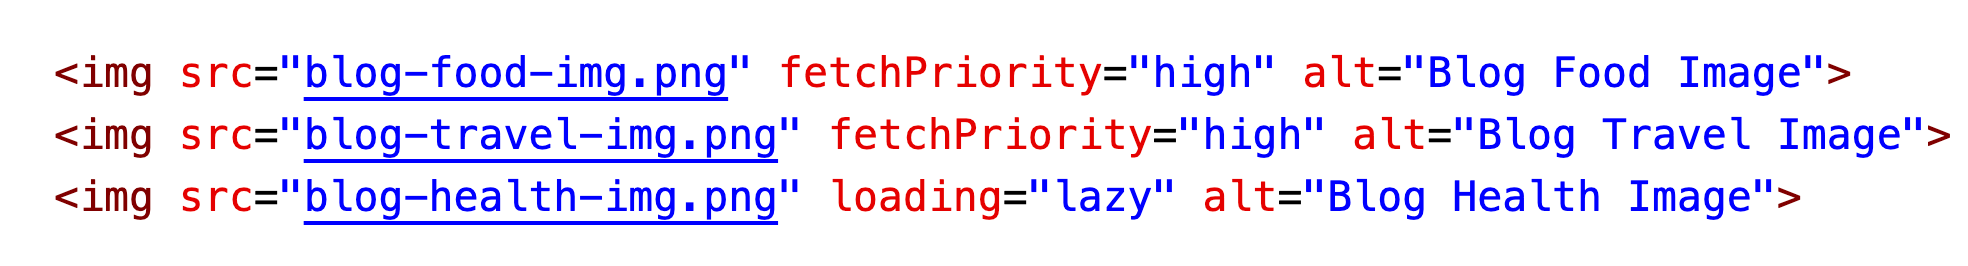 <img src="blog-food-img.png" fetchPriority="high" alt="Blog Food Image">
<img src="blog-travel-img.png" fetchPriority="high" alt="Blog Travel Image">
<img src="blog-health-img.png" loading="lazy" alt="Blog Health Image">